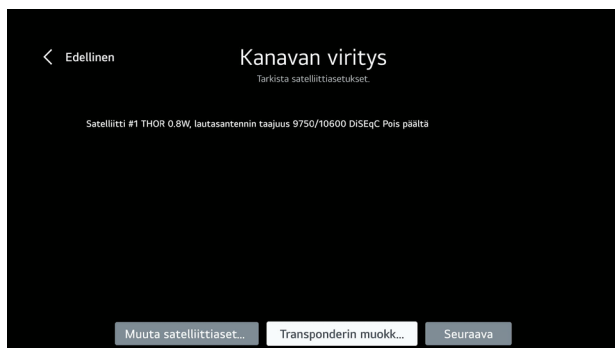 Edellinen
Kanavan viritys
Tarkista satelliittiasetukset.
Satelliitti #1 THOR 0.8W, lautasantennin taajuus 9750/10600 DiSEqC Pois päältä
Muuta satelliittiaset...
Transponderin muokk...
Seuraava